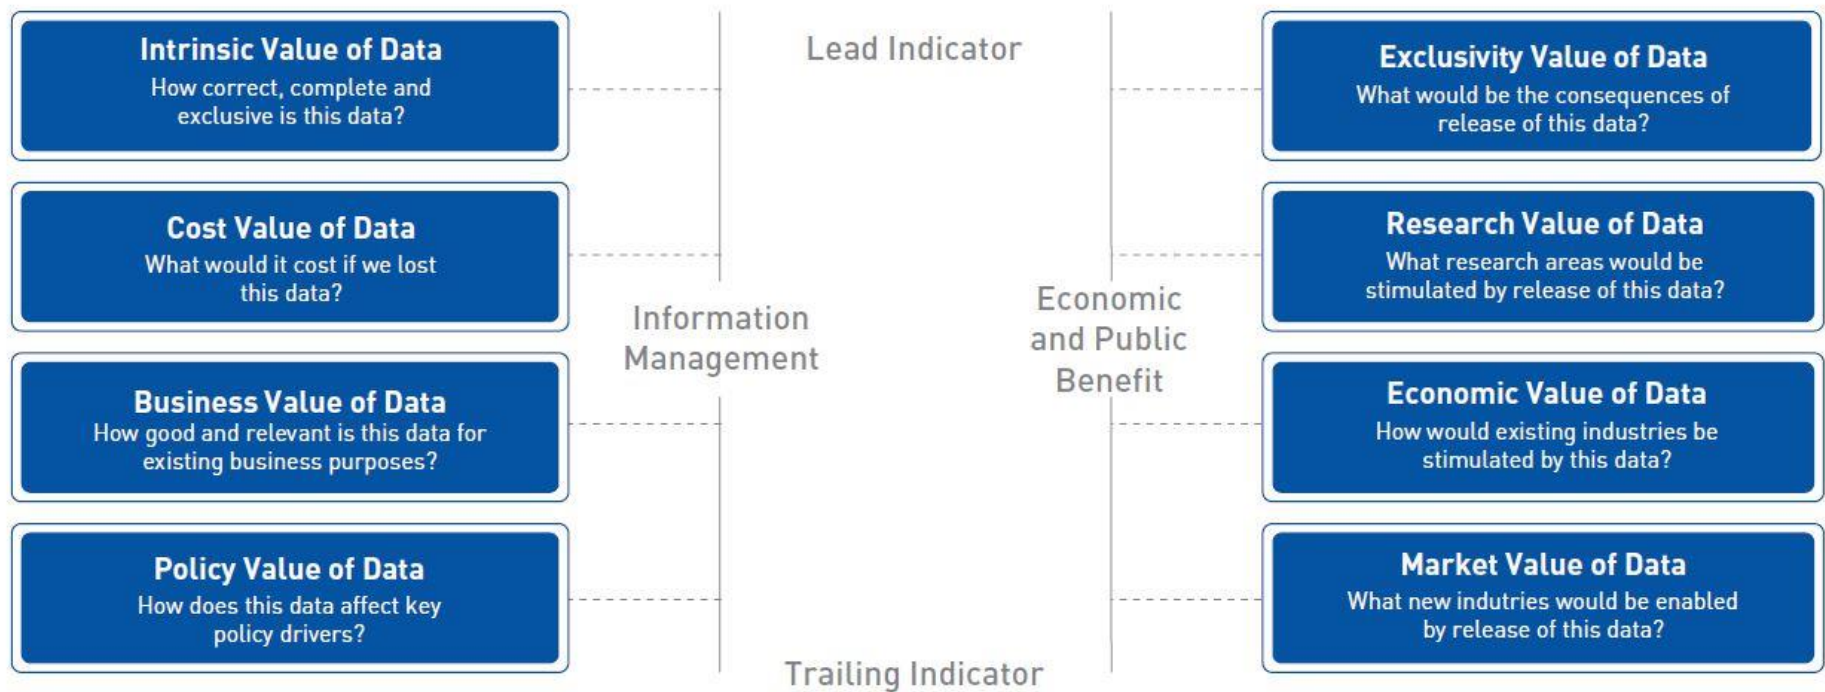 Intrinsic Value of Data
How correct, complete and
exclusive is this data?
Cost Value of Data
What would it cost if we lost
this data?
Business Value of Data
How good and relevant is this data for
existing business purposes?
Policy Value of Data
How does this data affect key
policy drivers?
Lead Indicator
Information
Management
Economic
and Public
Benefit
Trailing Indicator
Exclusivity Value of Data
What would be the consequences of
release of this data?
Research Value of Data
What research areas would be
stimulated by release of this data?
Economic Value of Data
How would existing industries be
stimulated by this data?
Market Value of Data
What new indutries would be enabled
by release of this data?